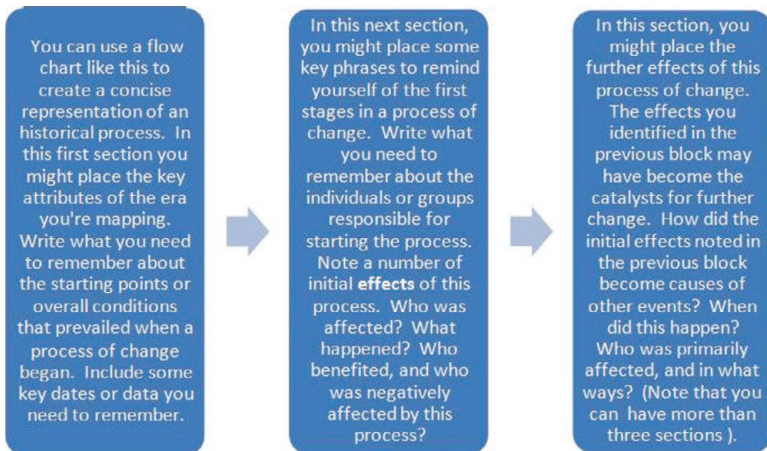 You can use a flow
chart like this to
create a concise
representation of an
historical process.  In
this first section you
might place the key
attributes of the era
you're mapping.
Write what you need
to remember about
the starting points or
overall conditions
that prevailed when a
process of change
began.  Include some
key dates or data you
need to remember.
In this next section,
you might place some
key phrases to remind
yourself of the first
stages in a process of
change.  Write what
you need to
remember about the
individuals or groups
responsible for
starting the process.
Note a number of
initial effects of this
process.  Who was
affected?  What
happened?  Who
benefited, and who
was negatively
affected by this
process?
In this section, you
might place the
further effects of this
process of change.
The effects you
identified in the
previous block may
have become the
catalysts for further
change.  How did the
initial effects noted in
the previous block
become causes of
other events?  When
did this happen?
Who was primarily
affected, and in what
ways?  (Note that you
can  have more than
three sections ).